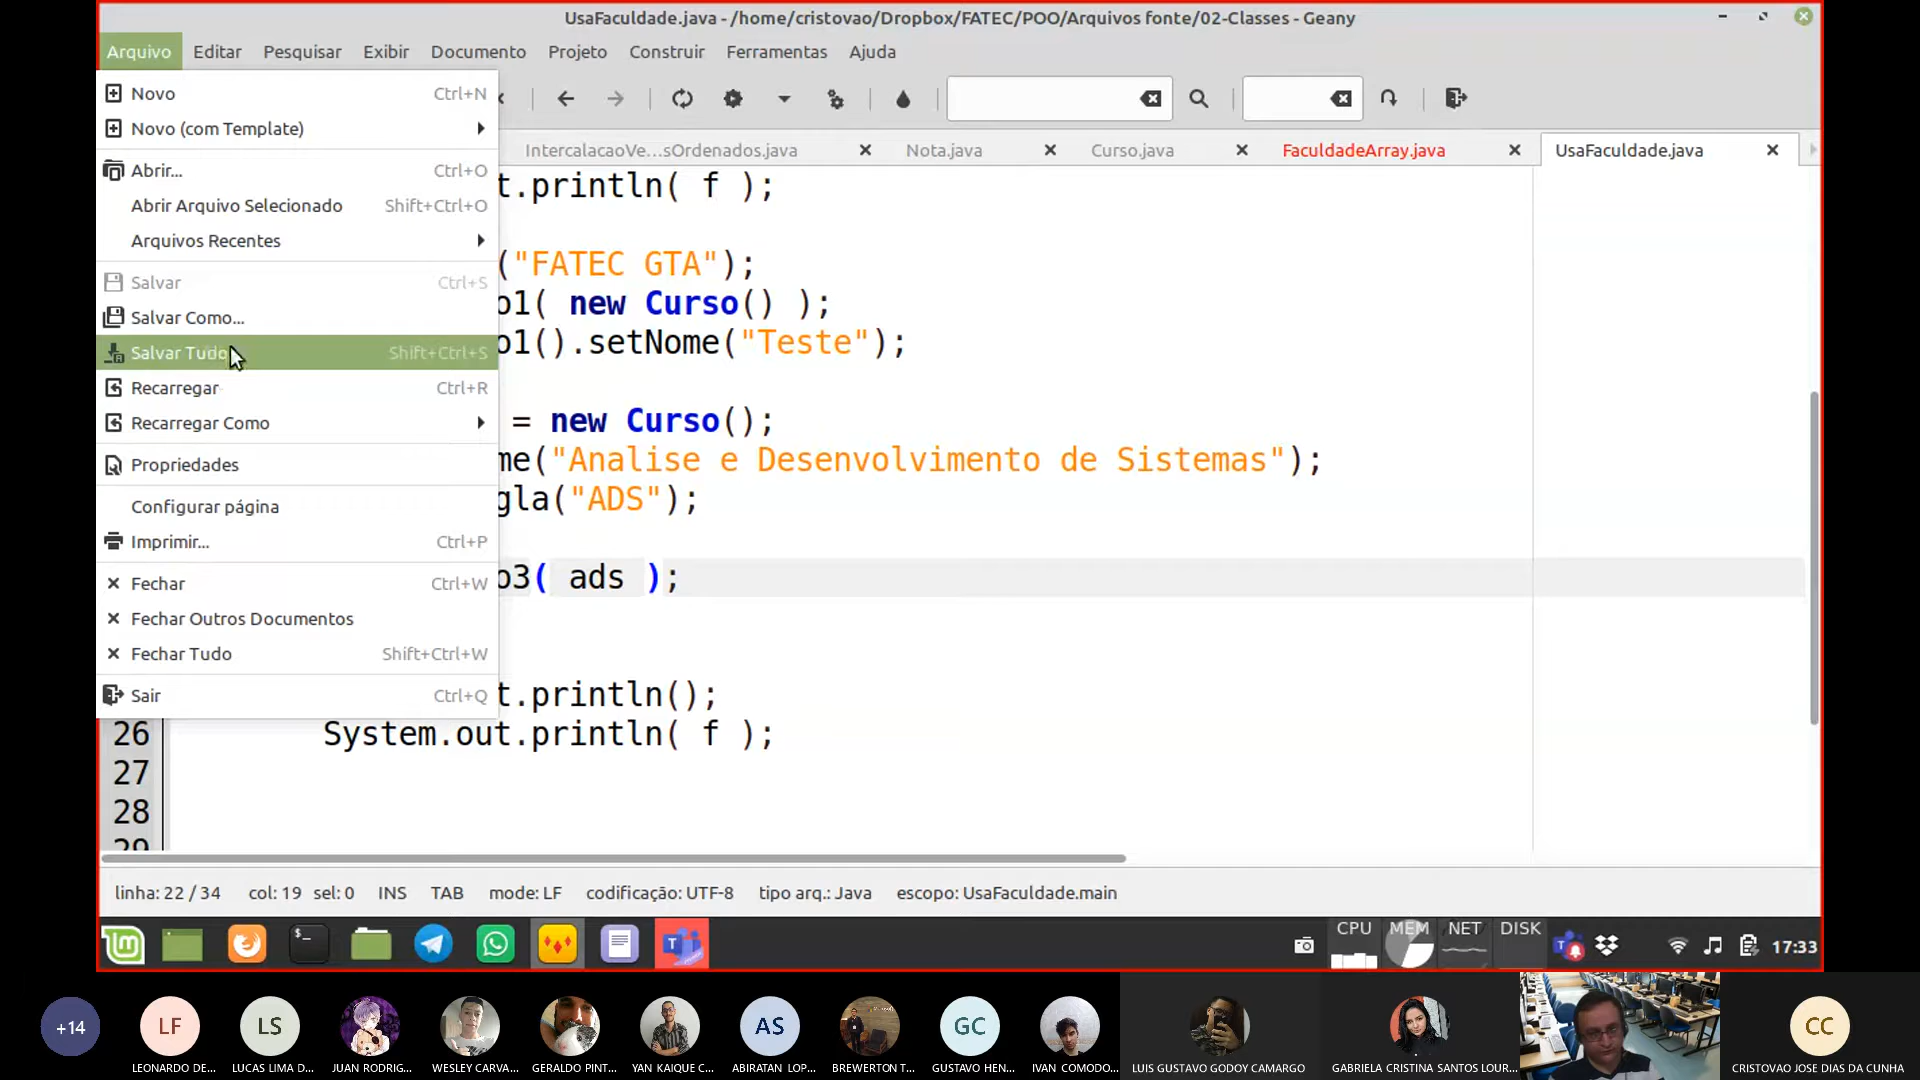 UsaFaculdade.java - /home/cristovao/Dropbox/FATEC/POO/Arquivos fonte/02-Classes - Geany
Arquivo Editar Pesquisar Exibir Documento Projeto Construir Ferramentas Ajuda
Novo Ctrl+N
Novo (com Template)
Abrir... Ctrl+O
Abrir Arquivo Selecionado Shift+Ctrl+O
Arquivos Recentes
Salvar Ctrl+S
Salvar Como...
Salvar Tudo Shift+Ctrl+S
Recarregar Ctrl+R
Recarregar Como
Propriedades
Configurar página
Imprimir... Ctrl+P
Fechar Ctrl+W
Fechar Outros Documentos
Fechar Tudo Shift+Ctrl+W
Sair Ctrl+Q
IntercalacaoVe...sOrdenados.java Nota.java Curso.java FaculdadeArray.java UsaFaculdade.java
t.println( f );
("FATEC GTA");
o1( new Curso() );
o1().setNome("Teste");
= new Curso();
me("Analise e Desenvolvimento de Sistemas");
gla("ADS");
o3( ads );
t.println();
26 System.out.println( f );
27
28
29
linha: 22 / 34 col: 19 sel: 0 INS TAB mode: LF codificação: UTF-8 tipo arq.: Java escopo: UsaFaculdade.main
CPU MEM NET DISK 17:33
+14 LF LS AS GC CC
LEONARDO DE... LUCAS LIMA D... JUAN RODRIG... WESLEY CARVA... GERALDO PINT... YAN KAIQUE C... ABIRATAN LOP... BREWERTON T... GUSTAVO HEN... IVAN COMODO... LUIS GUSTAVO GODOY CAMARGO GABRIELA CRISTINA SANTOS LOUR... CRISTOVAO JOSE DIAS DA CUNHA